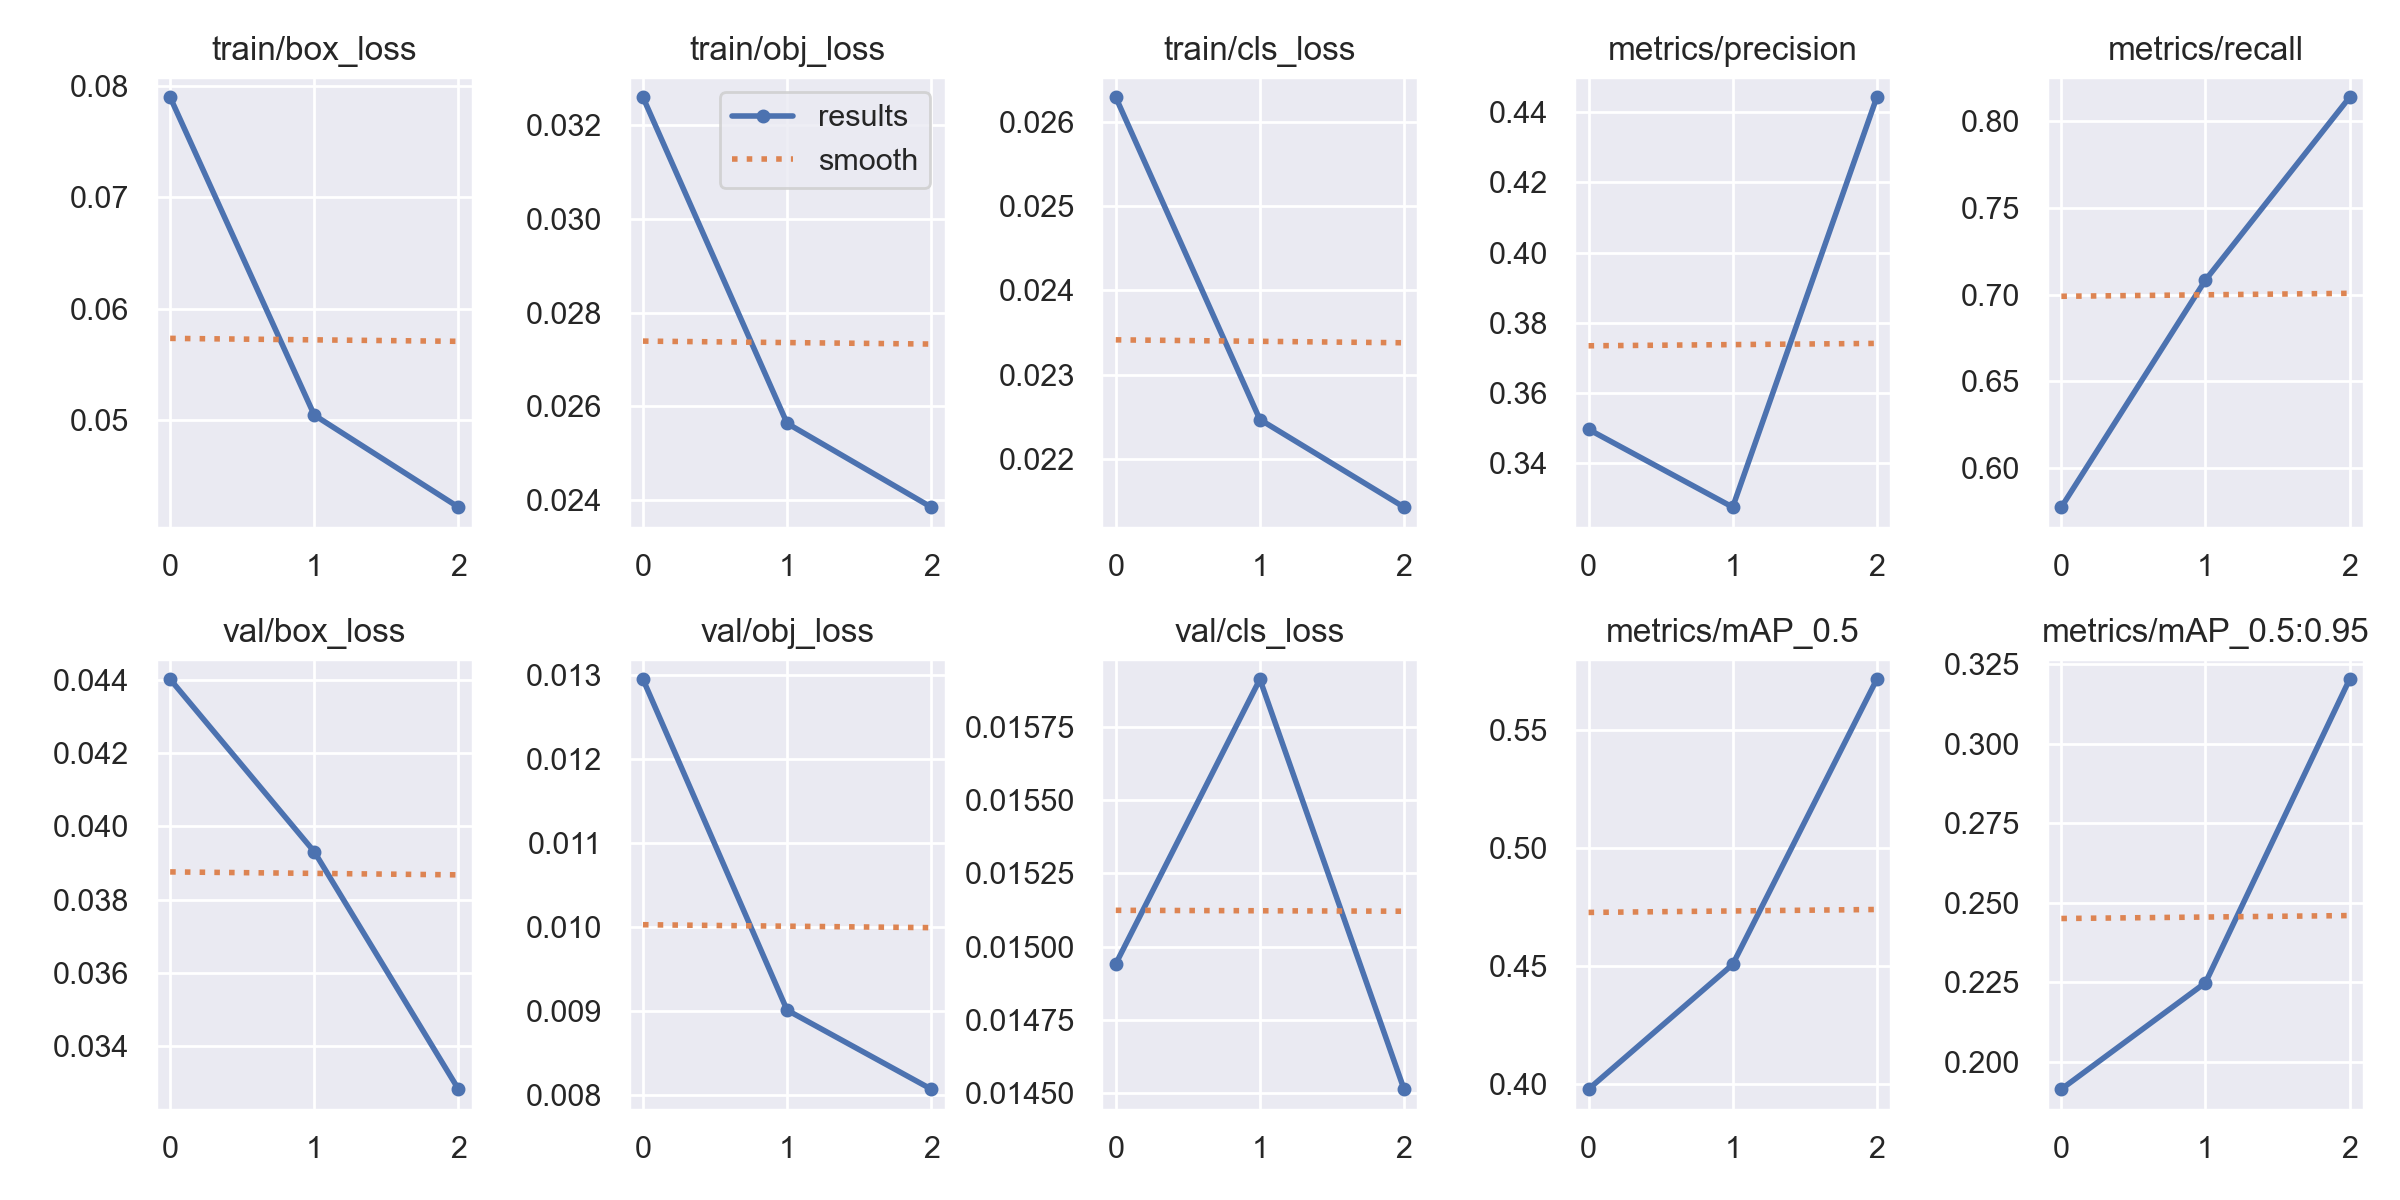 train/box_loss
train/obj_loss
train/cls_loss
metrics/precision
metrics/recall
0.08
0.07
0.06
0.05
0 1 2
results
smooth
0.032
0.030
0.028
0.026
0.024
0 1 2
0.026
0.025
0.024
0.023
0.022
0 1 2
0.44
0.42
0.40
0.38
0.36
0.34
0 1 2
0.80
0.75
0.70
0.65
0.60
0 1 2
val/box_loss
val/obj_loss
val/cls_loss
metrics/mAP_0.5
metrics/mAP_0.5:0.95
0.044
0.042
0.040
0.038
0.036
0.034
0 1 2
0.013
0.012
0.011
0.010
0.009
0.008
0 1 2
0.01575
0.01550
0.01525
0.01500
0.01475
0.01450
0 1 2
0.55
0.50
0.45
0.40
0 1 2
0.325
0.300
0.275
0.250
0.225
0.200
0 1 2